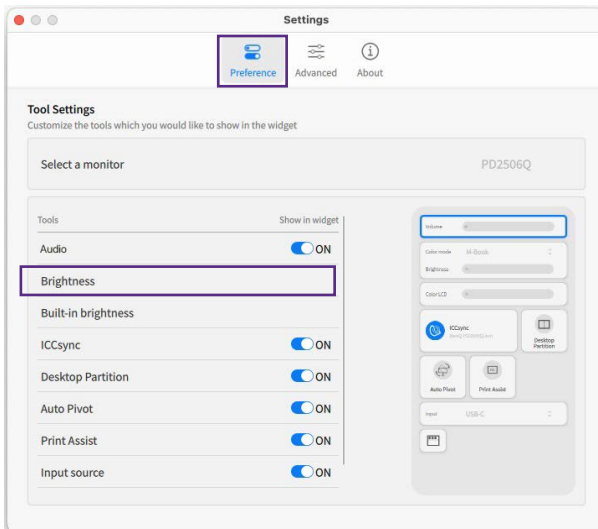 Settings
Preference Advanced About
Tool Settings
Customize the tools which you would like to show in the widget
Select a monitor PD2506Q
Tools Show in widget
Audio ON
Brightness
Built-in brightness
ICCsync ON
Desktop Partition ON
Auto Pivot ON
Print Assist ON
Input source ON
Volume
Color mode M-Book
Brightness
Color LCD
ICCsync
Desktop
Partition
Auto Pivot Print Assist
Input USB-C